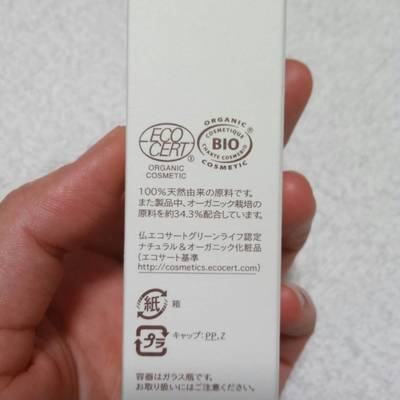 ECO
CERT
ORGANIC
COSMETIC
ORGANIC
COSMETIQUE
BIO
CHARTE COSMEBIO
COSMETIC
100%天然由来の原料です。
また製品中、オーガニック栽培の
原料を約34.3%配合しています。
仏エコサートグリーンライフ認定
ナチュラル&オーガニック化粧品
(エコサート基準
http://cosmetics.ecocert.com)
紙 箱
プラ キャップ:PP,Z
容器はガラス瓶です。
お取り扱いにはご注意ください。